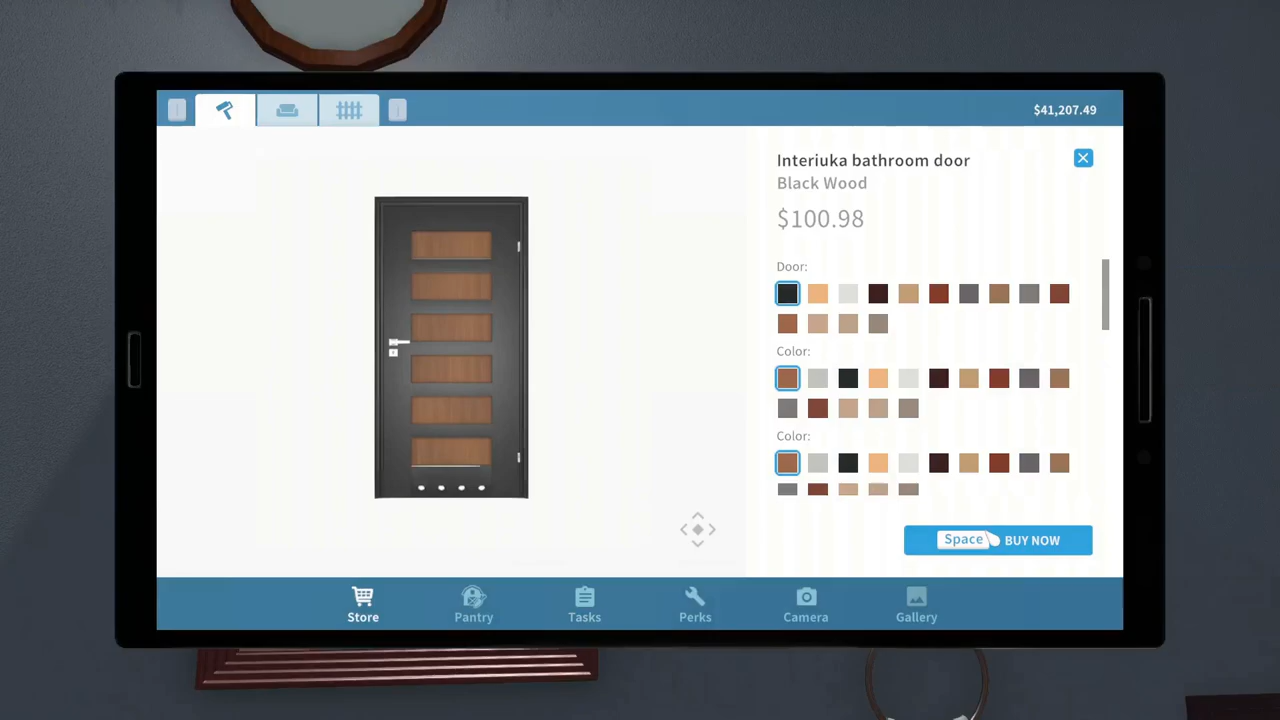 $41,207.49
Interiuka bathroom door
Black Wood
$100.98
Door:
Color:
Color:
Space BUY NOW
Store Pantry Tasks Perks Camera Gallery